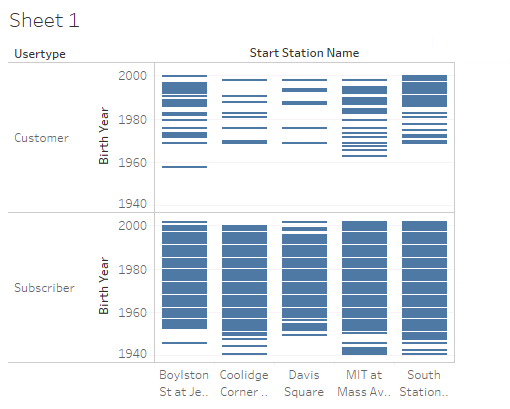 Sheet 1
Usertype
Start Station Name
Customer
Birth Year
2000
1980
1960
1940
Subscriber
Birth Year
2000
1980
1960
1940
Boylston St at Je..
Coolidge Corner ..
Davis Square
MIT at Mass Av..
South Station..